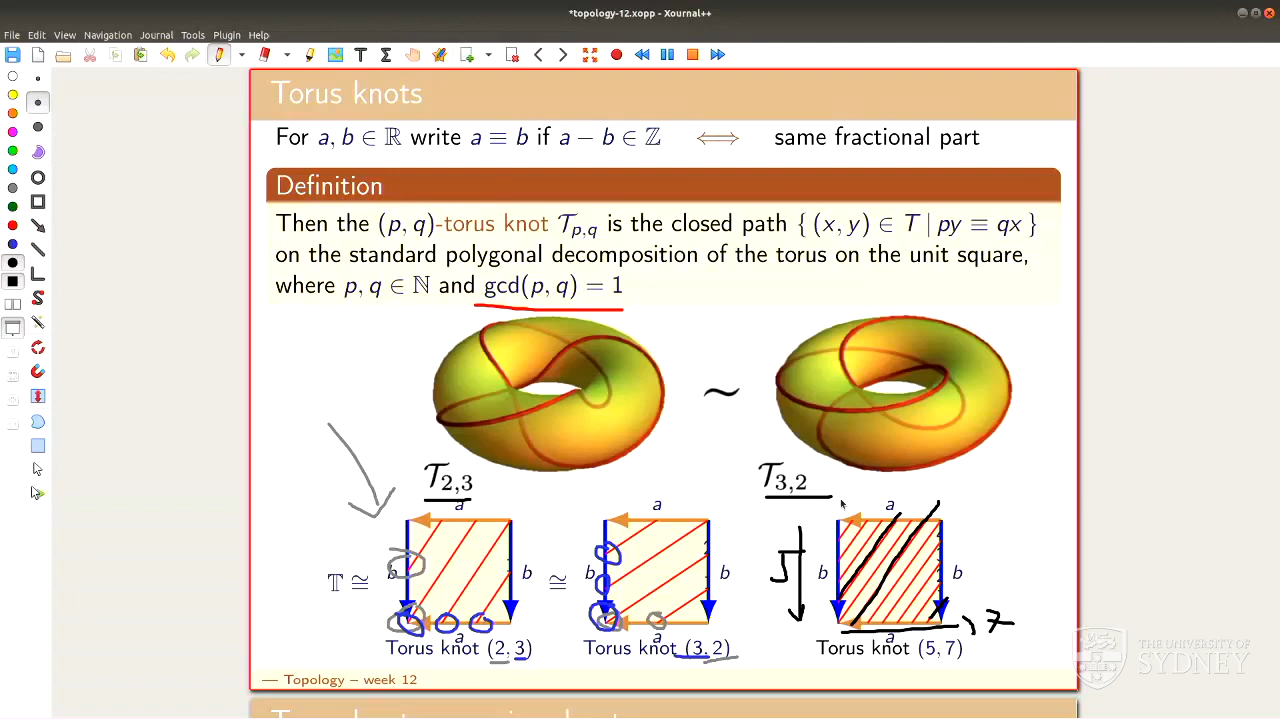 *topology-12.xopp - Xournal++
File Edit View Navigation Journal Tools Plugin Help
Torus knots
For a, b ∈ ℝ write a ≡ b if a − b ∈ ℤ ⟺ same fractional part
Definition
Then the (p, q)-torus knot 𝒯p,q is the closed path { (x, y) ∈ T | py ≡ qx }
on the standard polygonal decomposition of the torus on the unit square,
where p, q ∈ ℕ and gcd(p, q) = 1
∼
𝒯2,3 𝒯3,2
a a a
𝕋 ≅ b b ≅ b b 5 b b
a a a 7
Torus knot (2, 3) Torus knot (3, 2) Torus knot (5, 7)
THE UNIVERSITY OF
SYDNEY
— Topology – week 12